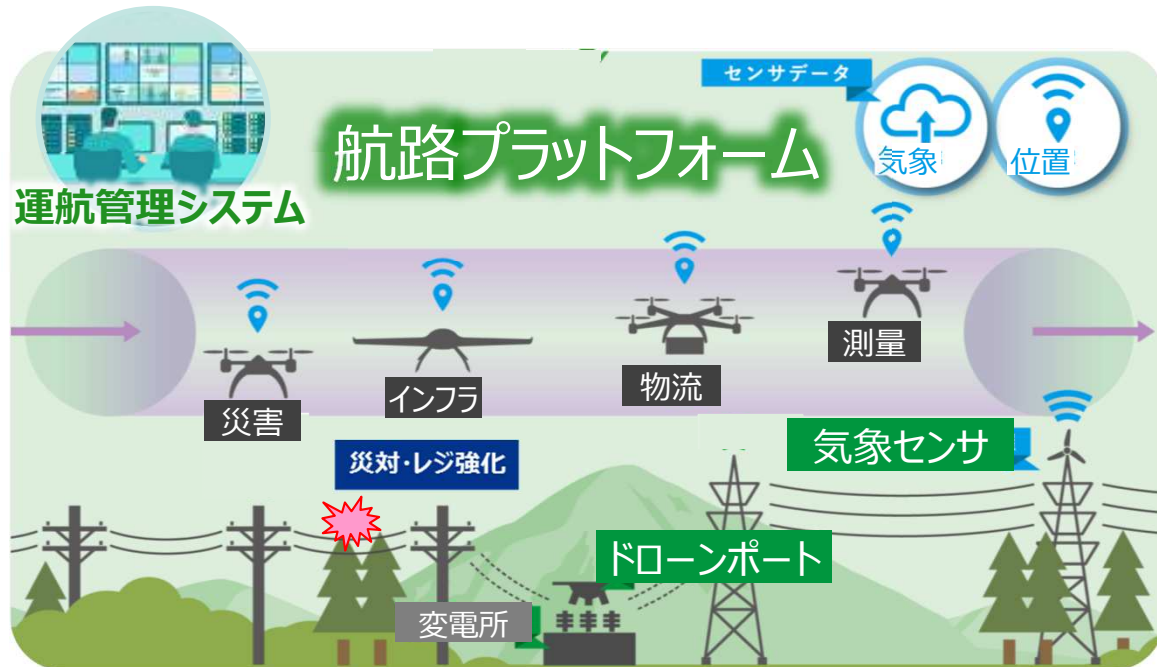 センサデータ
航路プラットフォーム
気象
位置
運航管理システム
測量
物流
インフラ
災害
気象センサ
災対・レジ強化
ドローンポート
変電所